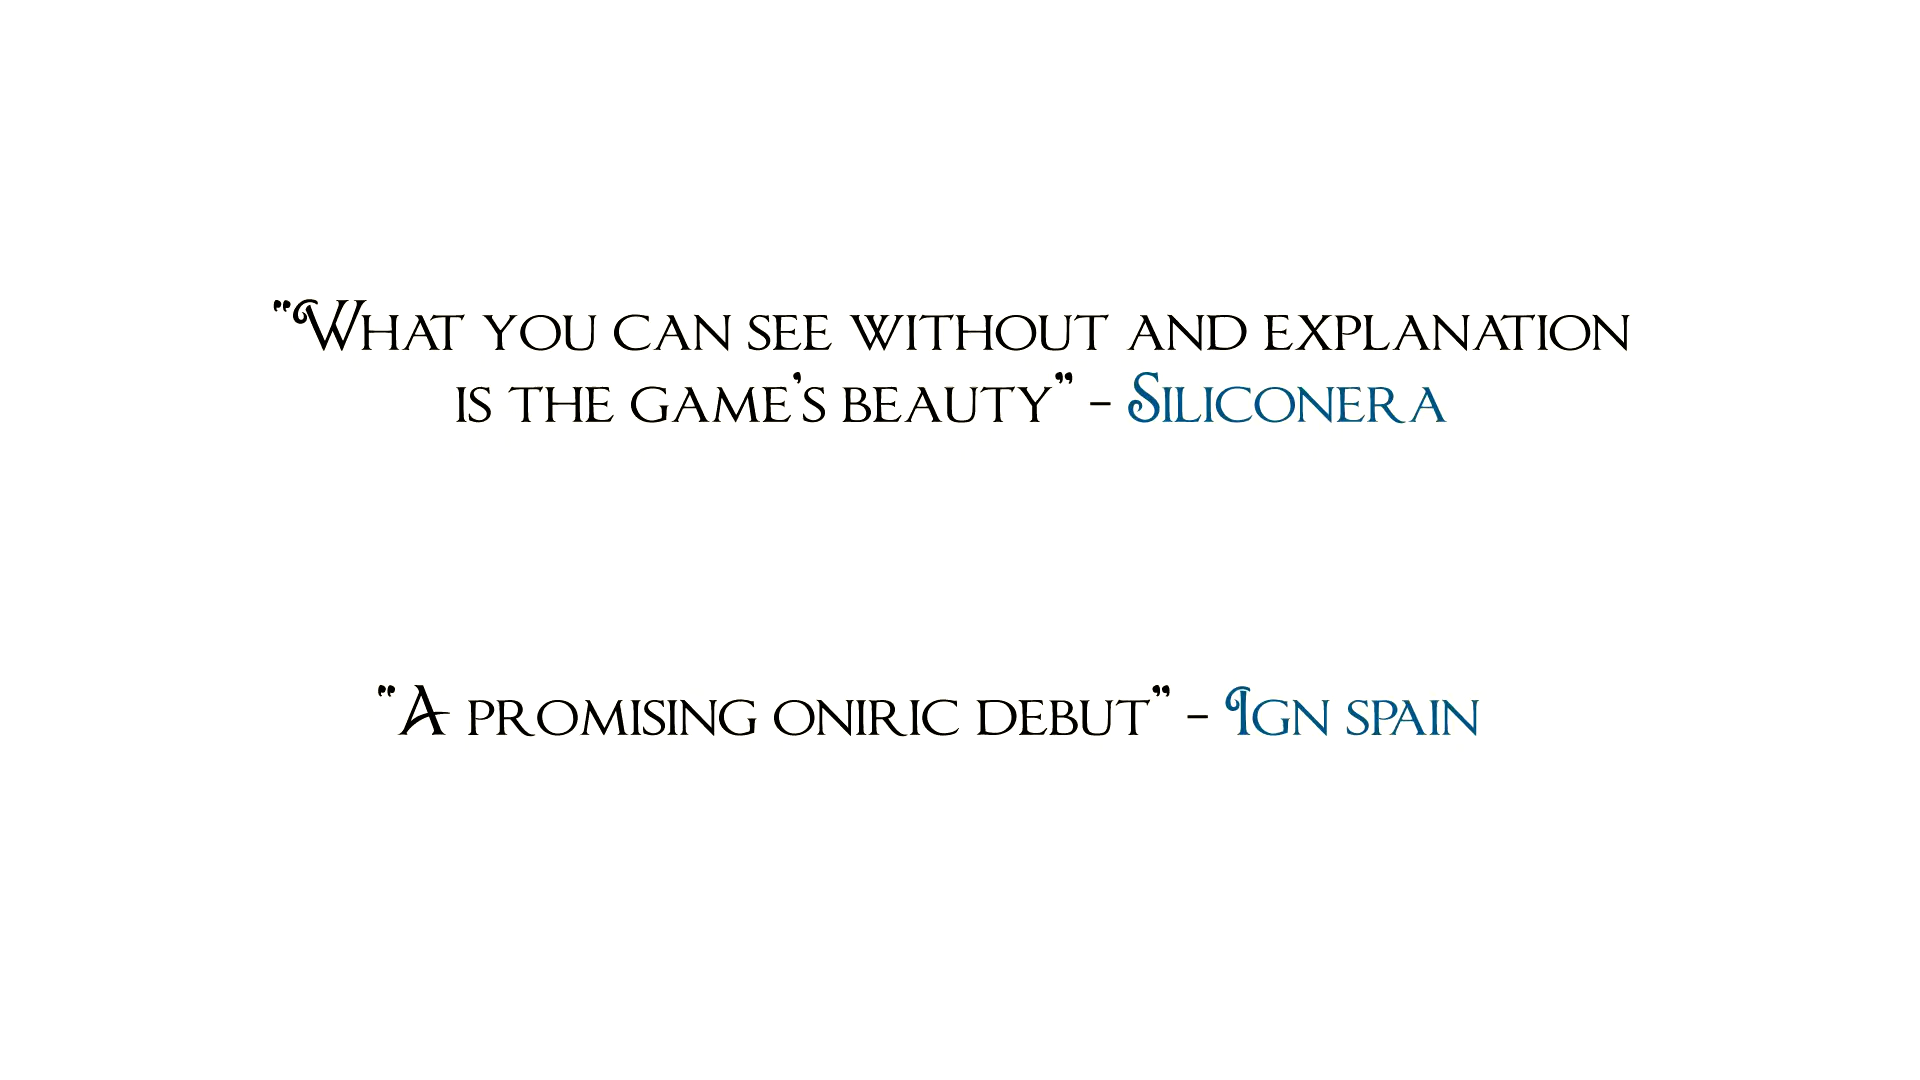 "What you can see without and explanation
is the game's beauty" - Siliconera
"A promising oniric debut" - Ign spain